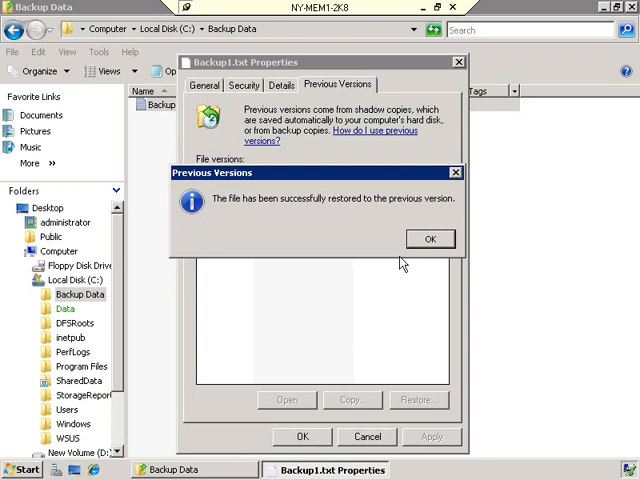 Backup Data
NY-MEM1-2K8
Computer
Local Disk (C:)
Backup Data
Search
File
Edit
View
Tools
Help
Organize
Views
Op
Favorite Links
Documents
Pictures
Music
More
Folders
Desktop
administrator
Public
Computer
Floppy Disk Drive
Local Disk (C:)
Backup Data
Data
DFSRoots
inetpub
PerfLogs
Program Files
SharedData
StorageRepor
Users
Windows
WSUS
New Volume (D:)
Name
Tags
Backup
Backup1.txt Properties
General
Security
Details
Previous Versions
Previous versions come from shadow copies, which
are saved automatically to your computer's hard disk,
or from backup copies. How do I use previous
versions?
File versions:
Previous Versions
The file has been successfully restored to the previous version.
OK
Open
Copy...
Restore...
OK
Cancel
Apply
Start
Backup Data
Backup1.txt Properties